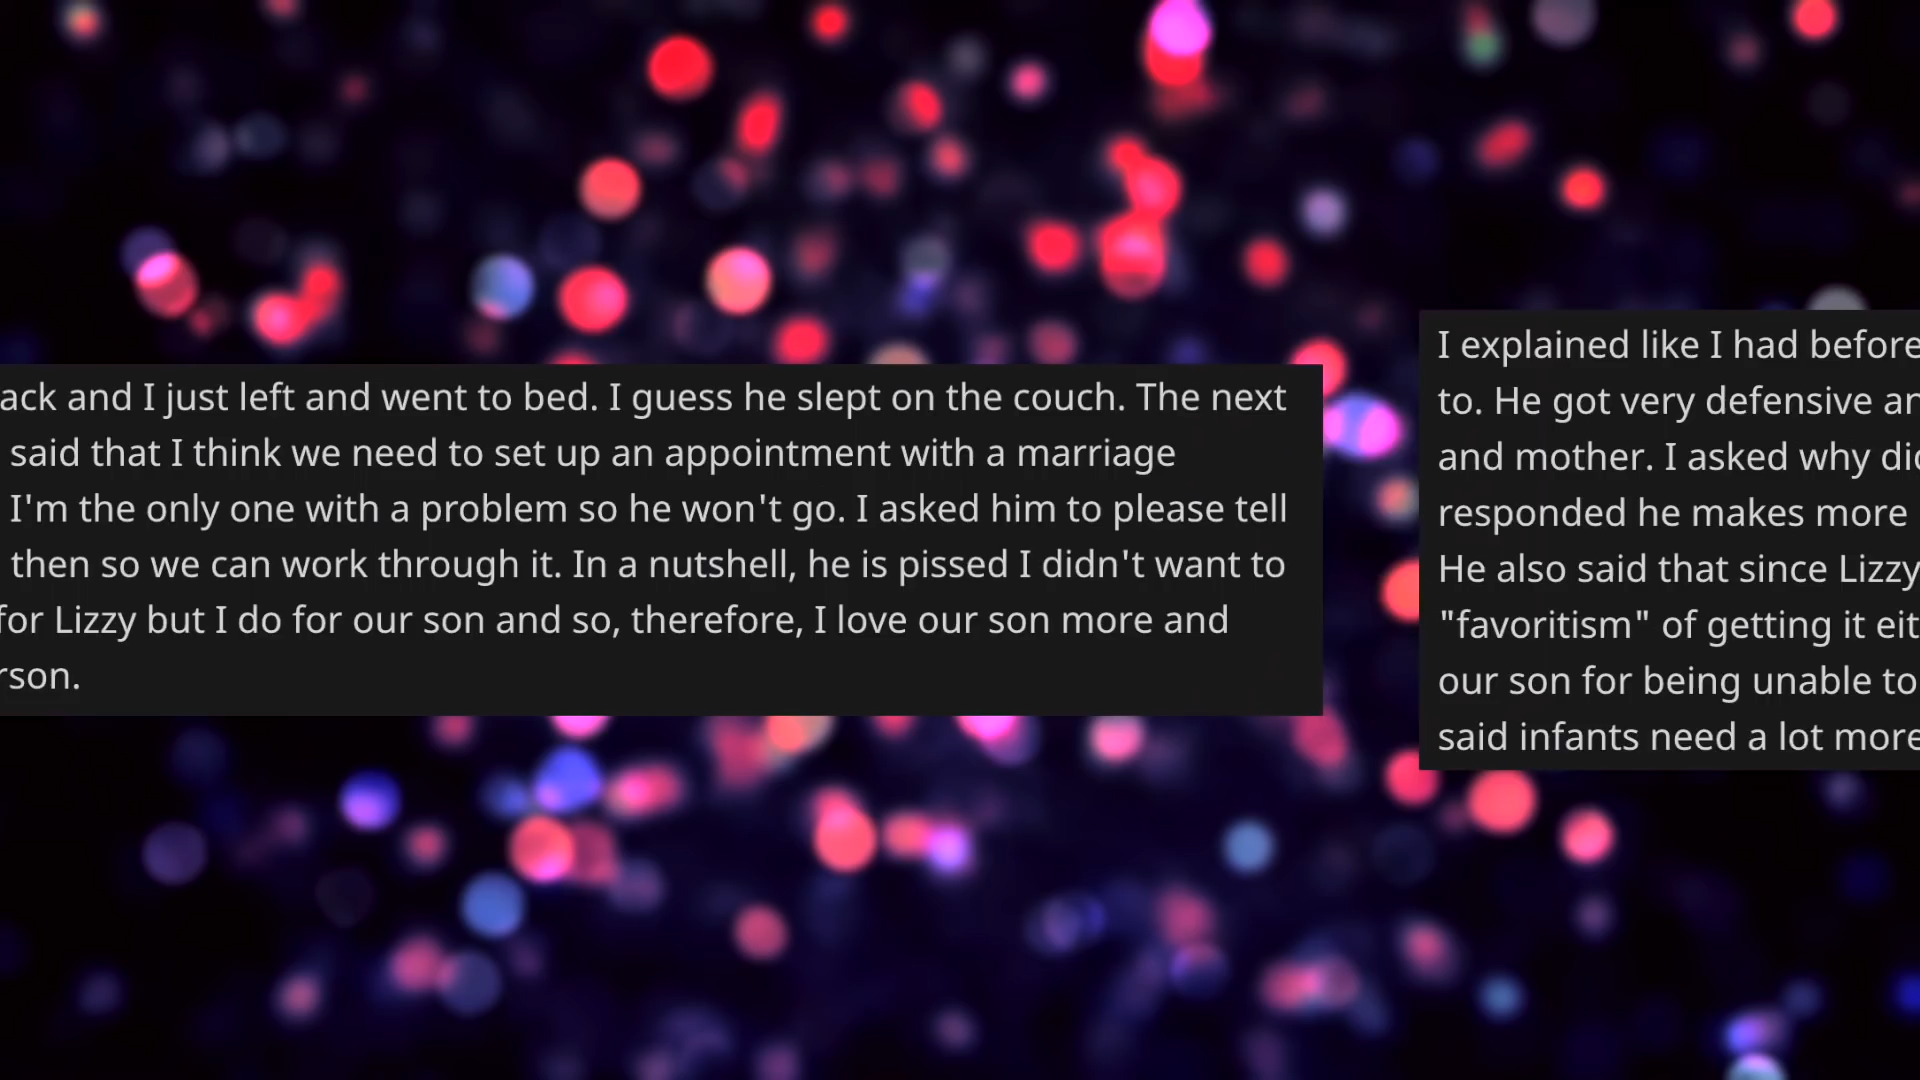 ack and I just left and went to bed. I guess he slept on the couch. The next
said that I think we need to set up an appointment with a marriage
I'm the only one with a problem so he won't go. I asked him to please tell
then so we can work through it. In a nutshell, he is pissed I didn't want to
for Lizzy but I do for our son and so, therefore, I love our son more and
rson.
I explained like I had before
to. He got very defensive an
and mother. I asked why did
responded he makes more
He also said that since Lizzy
"favoritism" of getting it eit
our son for being unable to
said infants need a lot more